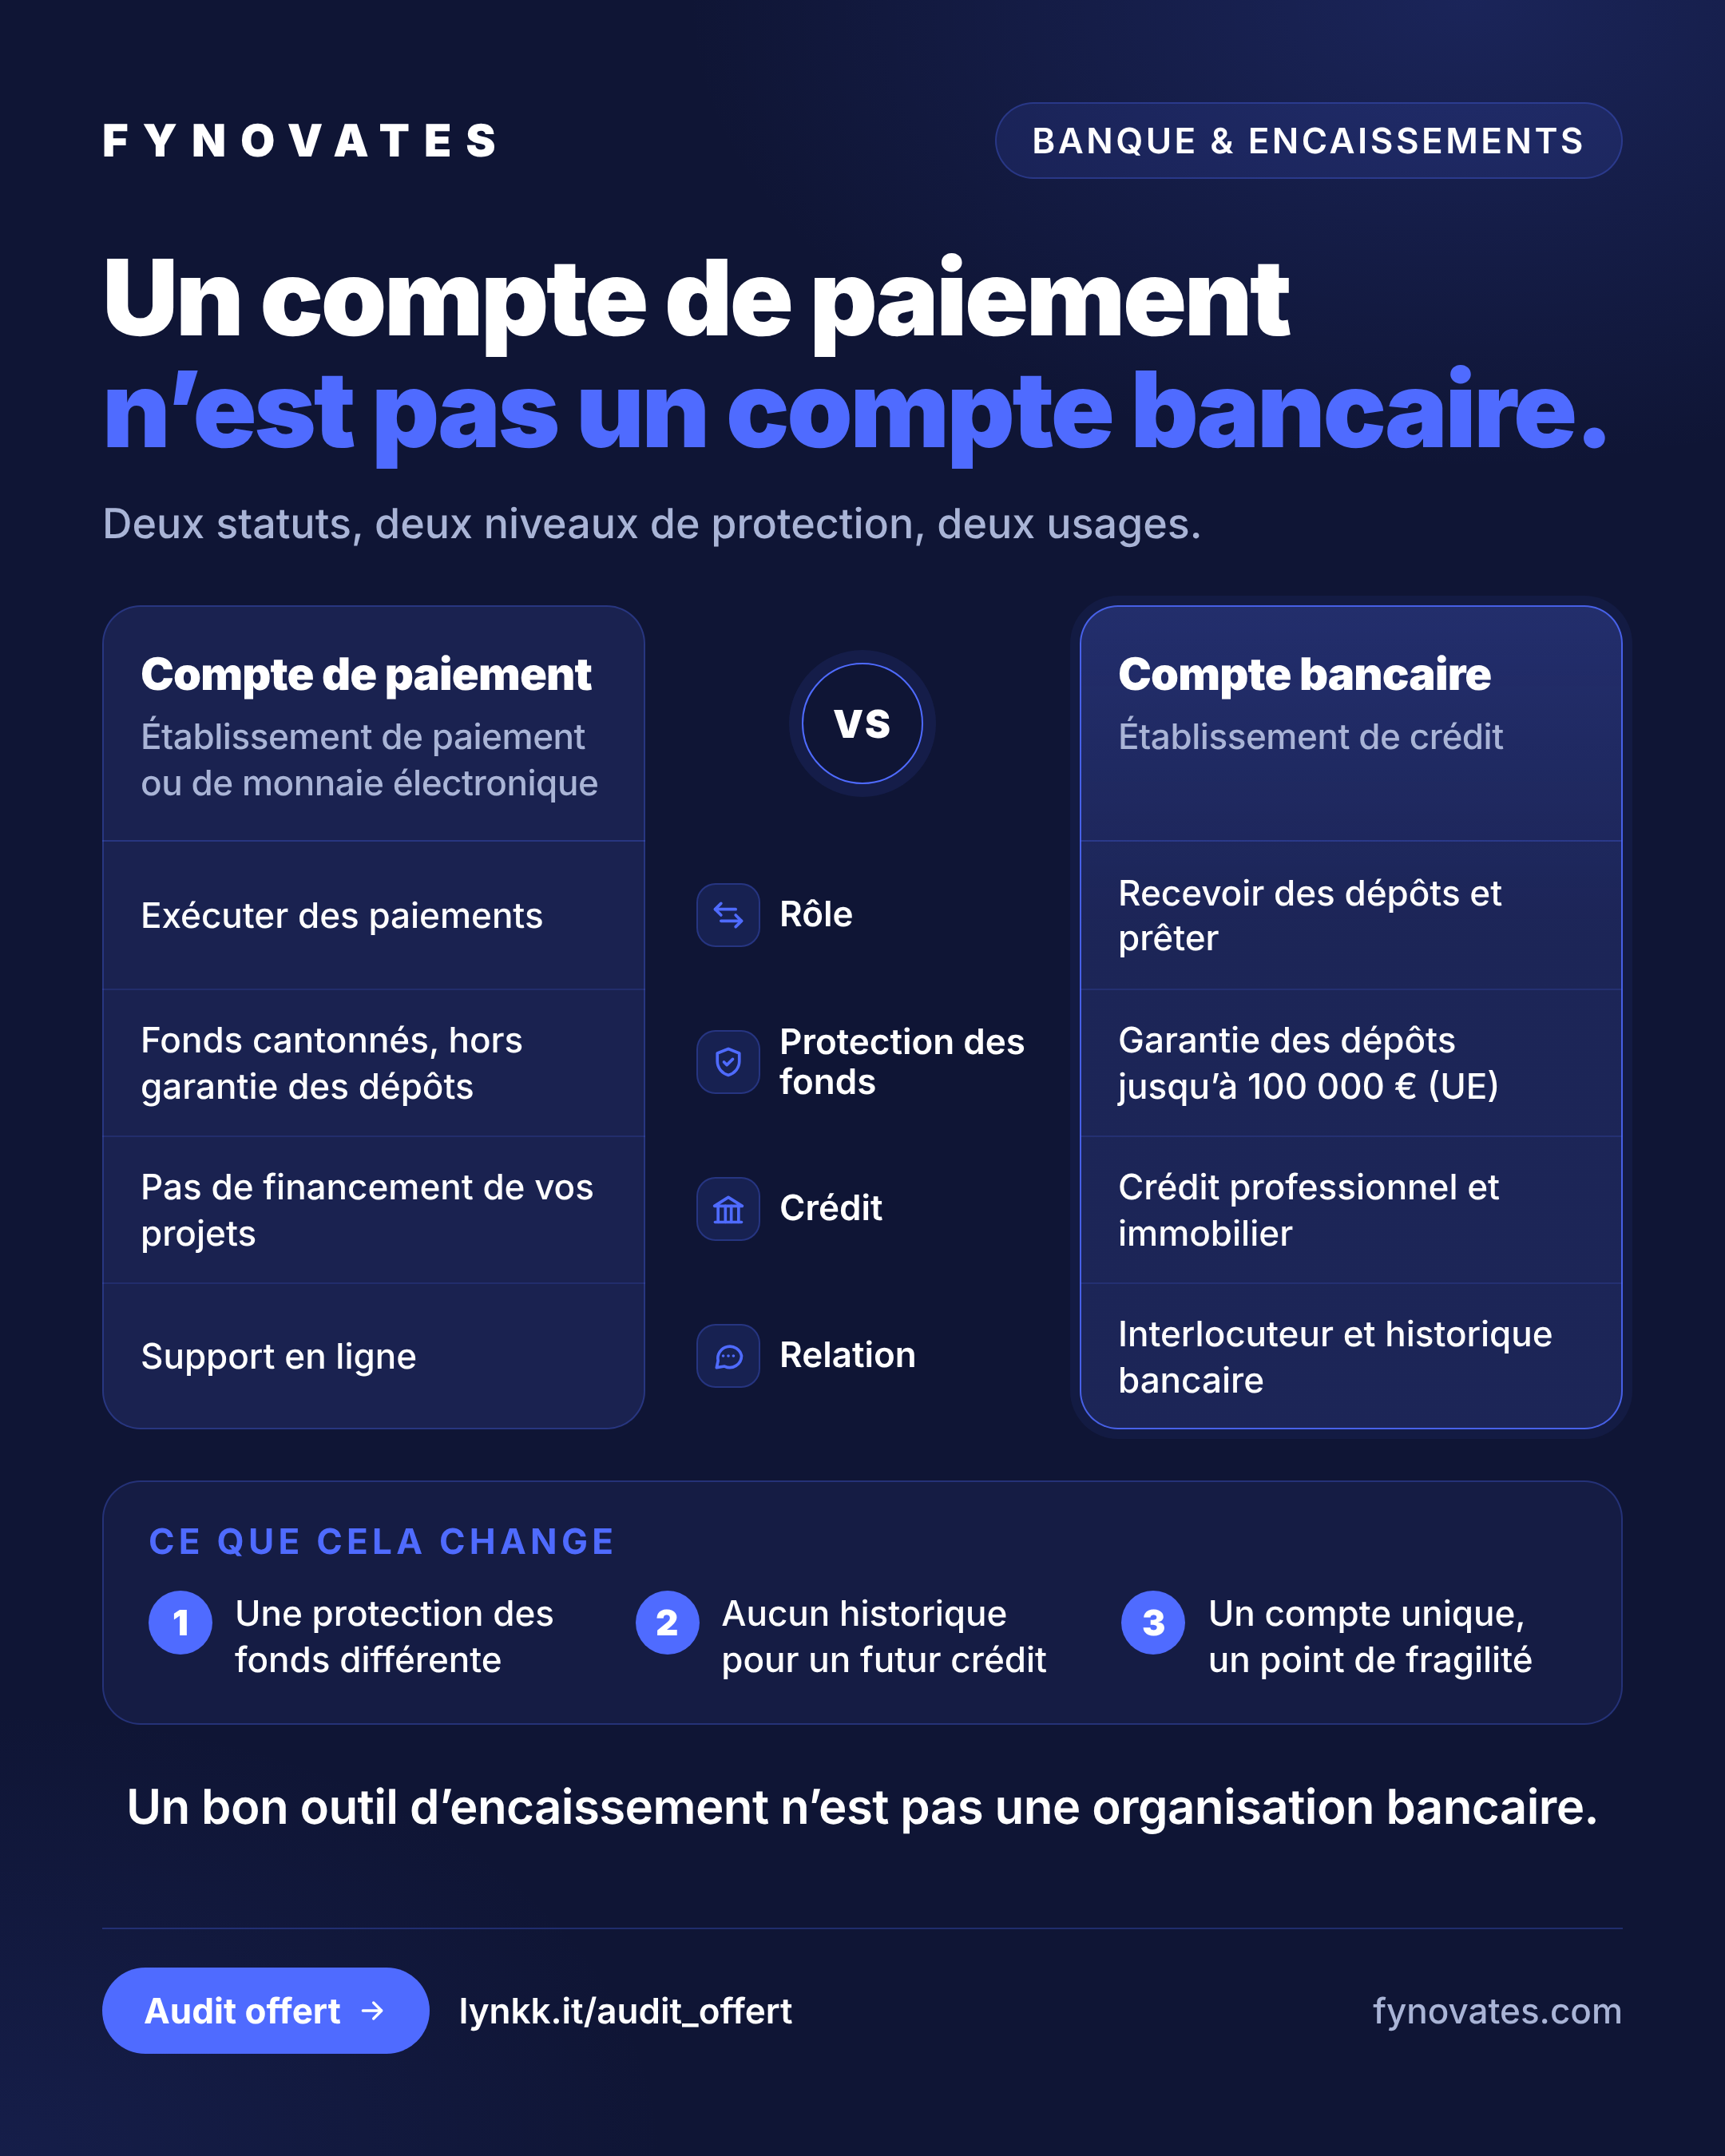 FYNOVATES
BANQUE & ENCAISSEMENTS
Un compte de paiement
n’est pas un compte bancaire.
Deux statuts, deux niveaux de protection, deux usages.
Compte de paiement
Établissement de paiement
ou de monnaie électronique
VS
Compte bancaire
Établissement de crédit
Exécuter des paiements
Rôle
Recevoir des dépôts et
prêter
Fonds cantonnés, hors
garantie des dépôts
Protection des
fonds
Garantie des dépôts
jusqu’à 100 000 € (UE)
Pas de financement de vos
projets
Crédit
Crédit professionnel et
immobilier
Support en ligne
Relation
Interlocuteur et historique
bancaire
CE QUE CELA CHANGE
1
Une protection des
fonds différente
2
Aucun historique
pour un futur crédit
3
Un compte unique,
un point de fragilité
Un bon outil d’encaissement n’est pas une organisation bancaire.
Audit offert →
lynkk.it/audit_offert
fynovates.com